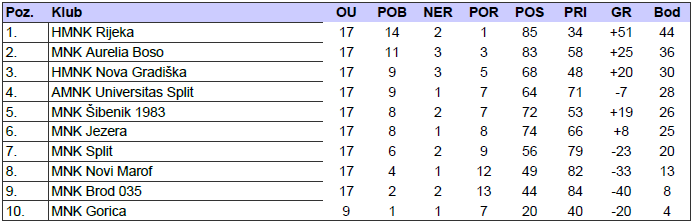 Poz. Klub OU POB NER POR POS PRI GR Bod
1. HMNK Rijeka 17 14 2 1 85 34 +51 44
2. MNK Aurelia Boso 17 11 3 3 83 58 +25 36
3. HMNK Nova Gradiška 17 9 3 5 68 48 +20 30
4. AMNK Universitas Split 17 9 1 7 64 71 -7 28
5. MNK Šibenik 1983 17 8 2 7 72 53 +19 26
6. MNK Jezera 17 8 1 8 74 66 +8 25
7. MNK Split 17 6 2 9 56 79 -23 20
8. MNK Novi Marof 17 4 1 12 49 82 -33 13
9. MNK Brod 035 17 2 2 13 44 84 -40 8
10. MNK Gorica 9 1 1 7 20 40 -20 4